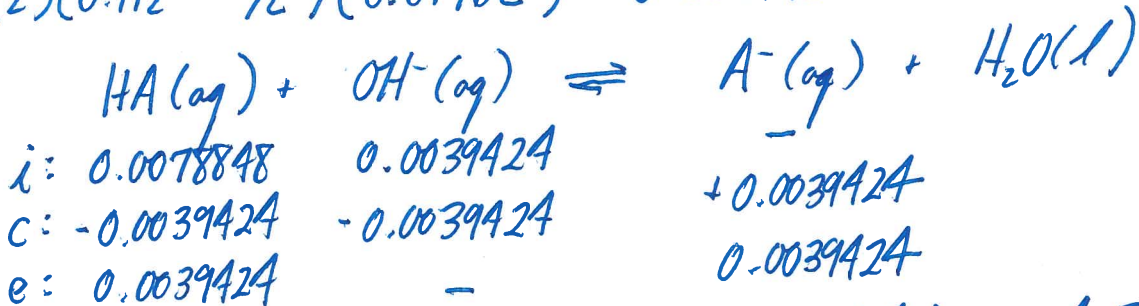 HA(aq) + OH⁻(aq) ⇌ A⁻(aq) + H₂O(l)
i: 0.0078848 0.0039424 –
c: -0.0039424 -0.0039424 +0.0039424
e: 0.0039424 – 0.0039424